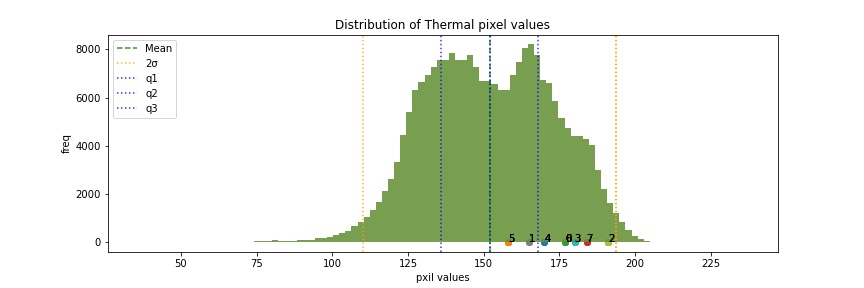 Distribution of Thermal pixel values
8000
6000
4000
2000
0
freq
Mean
2σ
q1
q2
q3
5 1 4 3 7 2
50 75 100 125 150 175 200 225
pxil values